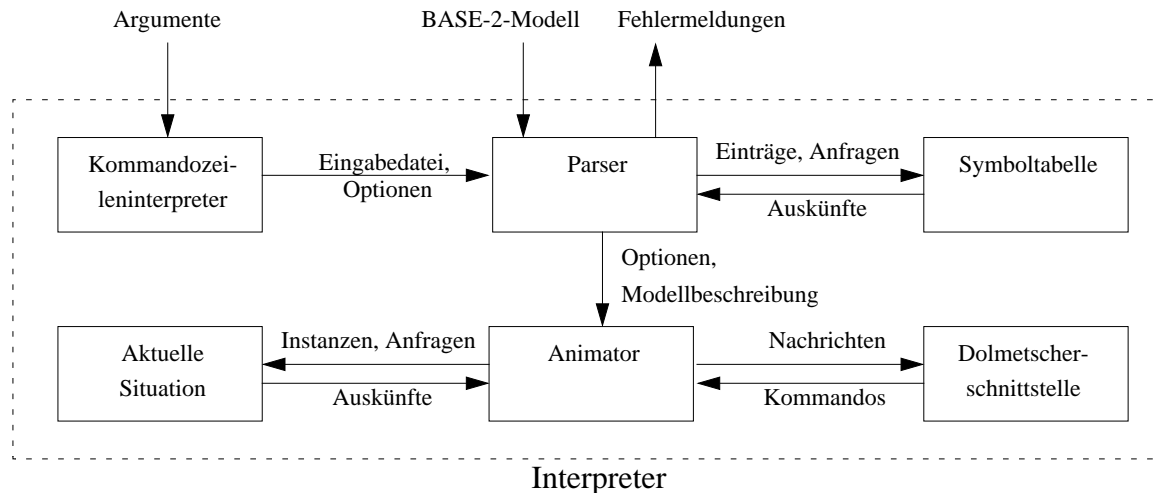 Argumente
BASE-2-Modell
Fehlermeldungen
Kommandozei-
leninterpreter
Eingabedatei,
Optionen
Parser
Einträge, Anfragen
Auskünfte
Symboltabelle
Optionen,
Modellbeschreibung
Aktuelle
Situation
Instanzen, Anfragen
Auskünfte
Animator
Nachrichten
Kommandos
Dolmetscher-
schnittstelle
Interpreter